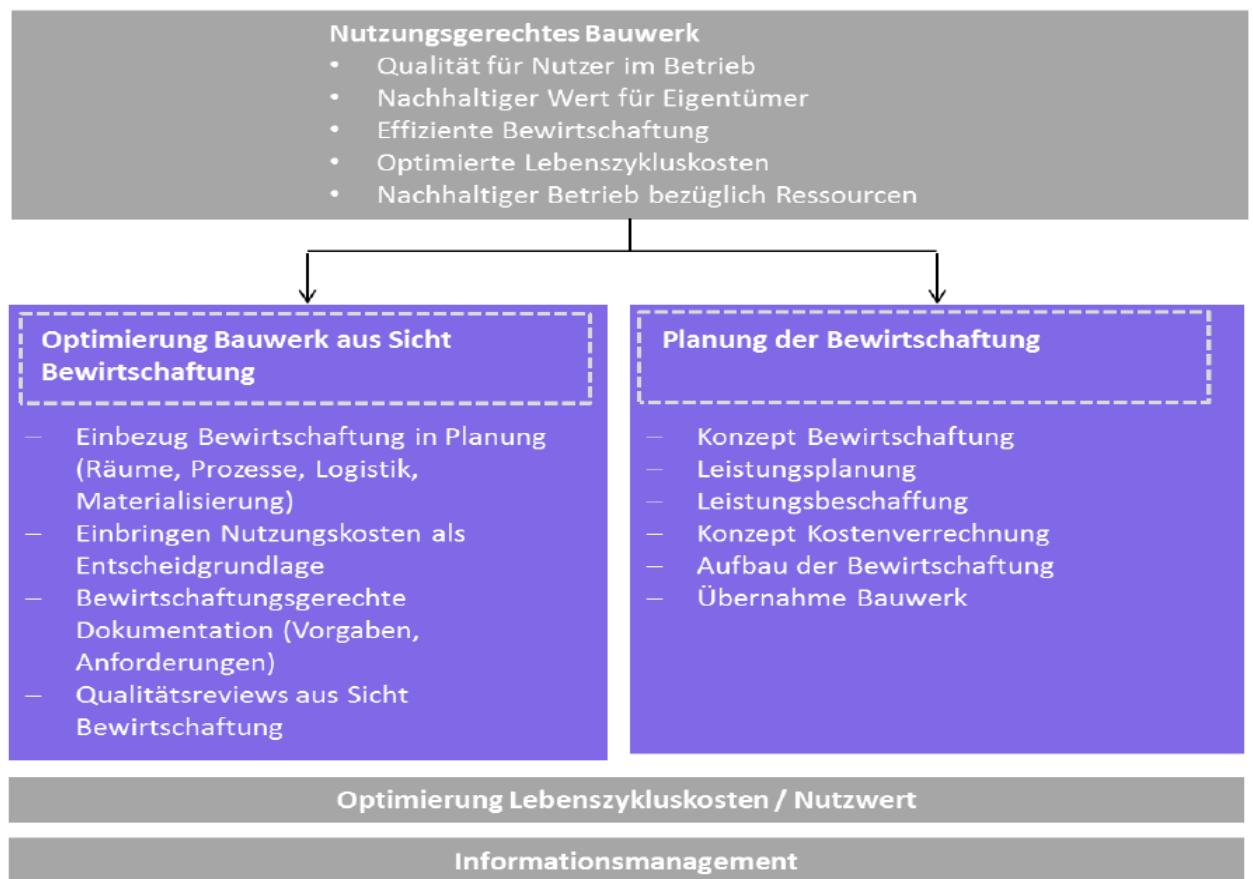 Nutzungsgerechtes Bauwerk
• Qualität für Nutzer im Betrieb
• Nachhaltiger Wert für Eigentümer
• Effiziente Bewirtschaftung
• Optimierte Lebenszykluskosten
• Nachhaltiger Betrieb bezüglich Ressourcen
Optimierung Bauwerk aus Sicht
Bewirtschaftung
– Einbezug Bewirtschaftung in Planung
(Räume, Prozesse, Logistik,
Materialisierung)
– Einbringen Nutzungskosten als
Entscheidgrundlage
– Bewirtschaftungsgerechte
Dokumentation (Vorgaben,
Anforderungen)
– Qualitätsreviews aus Sicht
Bewirtschaftung
Planung der Bewirtschaftung
– Konzept Bewirtschaftung
– Leistungsplanung
– Leistungsbeschaffung
– Konzept Kostenverrechnung
– Aufbau der Bewirtschaftung
– Übernahme Bauwerk
Optimierung Lebenszykluskosten / Nutzwert
Informationsmanagement